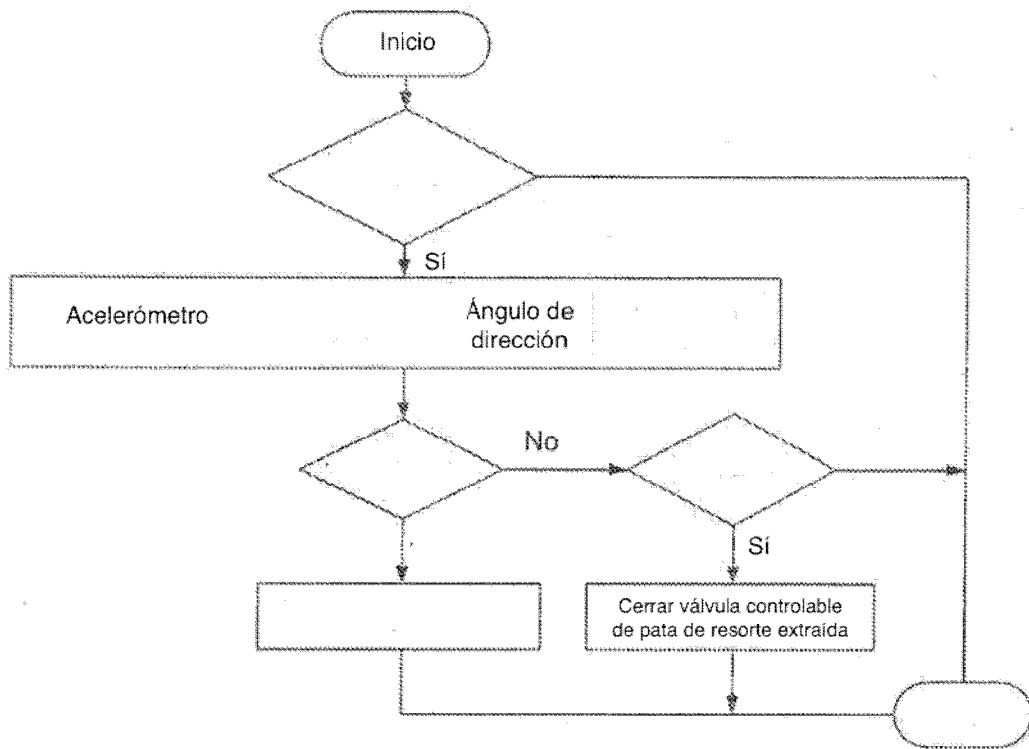 Inicio
Sí
Acelerómetro
Ángulo de
dirección
No
Sí
Cerrar válvula controlable
de pata de resorte extraída